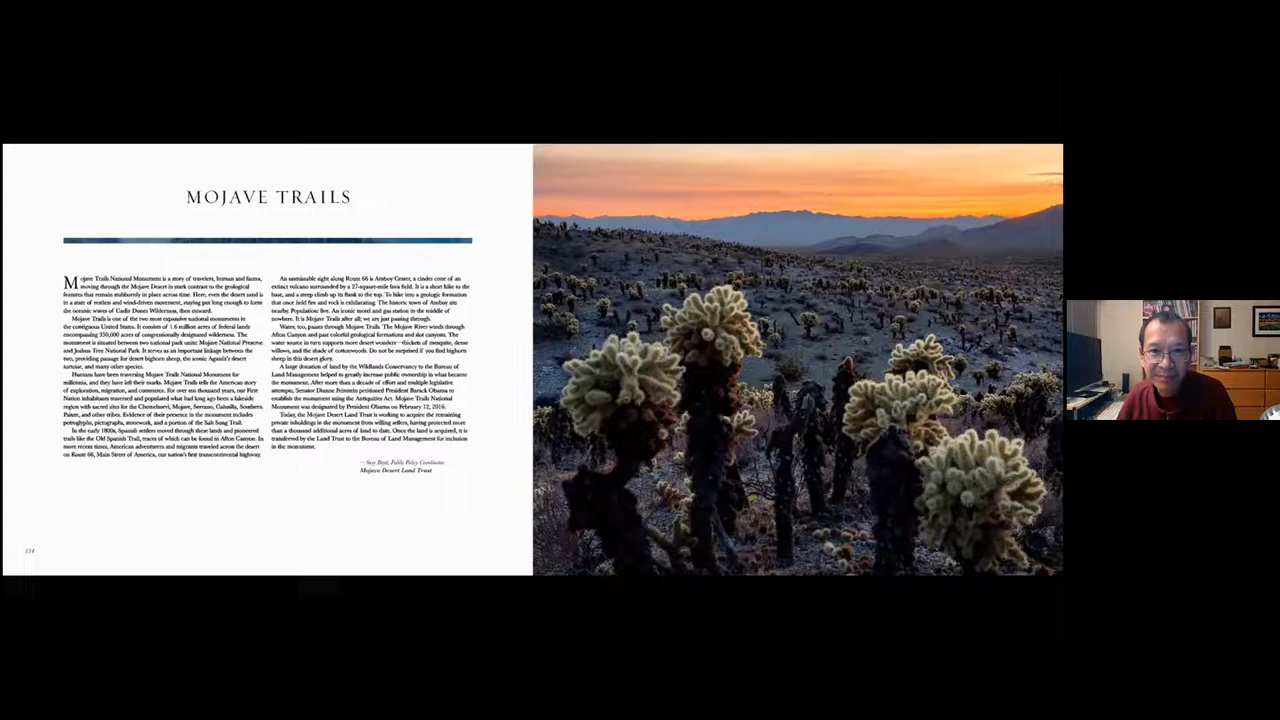 MOJAVE TRAILS
Mojave Trails National Monument is a story of travelers, human and fauna,
moving through the Mojave Desert in stark contrast to the geological
features that remain stubbornly in place across time. Here, even the desert sand is
in a state of restless and wind-driven movement, staying put long enough to form
the oceanic waves of Cadiz Dunes Wilderness, then onward.
Mojave Trails is one of the two most expansive national monuments in
the contiguous United States. It consists of 1.6 million acres of federal lands
encompassing 350,000 acres of congressionally designated wilderness. The
monument is situated between two national park units: Mojave National Preserve
and Joshua Tree National Park. It serves as an important linkage between the
two, providing passage for desert bighorn sheep, the iconic Agassiz's desert
tortoise, and many other species.
Humans have been traversing Mojave Trails National Monument for
millennia, and they have left their marks. Mojave Trails tells the American story
of exploration, migration, and commerce. For over ten thousand years, our First
Nation inhabitants traversed and populated what had long ago been a lakeside
region with sacred sites for the Chemehuevi, Mojave, Serrano, Cahuilla, Southern
Paiute, and other tribes. Evidence of their presence in the monument includes
petroglyphs, pictographs, stonework, and a portion of the Salt Song Trail.
In the early 1800s, Spanish settlers moved through these lands and pioneered
trails like the Old Spanish Trail, traces of which can be found in Afton Canyon. In
more recent times, American adventurers and migrants traveled across the desert
on Route 66, Main Street of America, our nation's first transcontinental highway.
An unmissable sight along Route 66 is Amboy Crater, a cinder cone of an
extinct volcano surrounded by a 27-square-mile lava field. It is a short hike to the
base, and a steep climb up its flank to the top. To hike into a geologic formation
that once held fire and rock is exhilarating. The historic town of Amboy sits
nearby. Population: five. An iconic motel and gas station in the middle of
nowhere. It is Mojave Trails after all; we are just passing through.
Water, too, passes through Mojave Trails. The Mojave River winds through
Afton Canyon and past colorful geological formations and slot canyons. The
water source in turn supports more desert wonders—thickets of mesquite, dense
willows, and the shade of cottonwoods. Do not be surprised if you find bighorn
sheep in this desert glory.
A large donation of land by the Wildlands Conservancy to the Bureau of
Land Management helped to greatly increase public ownership in what became
the monument. After more than a decade of effort and multiple legislative
attempts, Senator Dianne Feinstein petitioned President Barack Obama to
establish the monument using the Antiquities Act. Mojave Trails National
Monument was designated by President Obama on February 12, 2016.
Today, the Mojave Desert Land Trust is working to acquire the remaining
private inholdings in the monument from willing sellers, having protected more
than a thousand additional acres of land to date. Once the land is acquired, it is
transferred by the Land Trust to the Bureau of Land Management for inclusion
in the monument.
—Susy Boyd, Public Policy Coordinator
Mojave Desert Land Trust
154